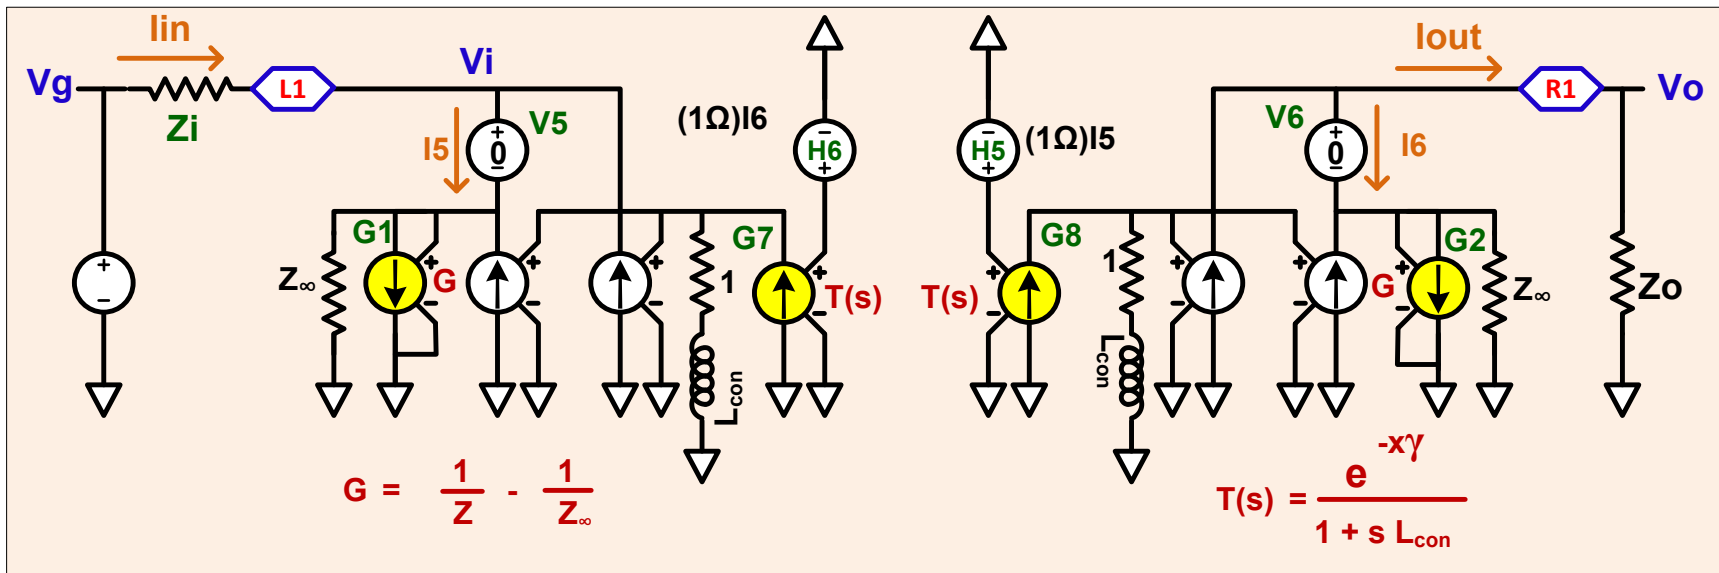 Iin
Iout
Vg
L1
Vi
R1
Vo
Zi
V5
(1Ω)I6
(1Ω)I5
V6
I5
+
0
-
−
H6
+
−
H5
+
+
0
-
I6
G1
G7
G8
G2
Z∞
+
G
-
+
-
+
-
1
+
T(s)
-
T(s)
+
-
1
+
-
+
-
G
+
-
Z∞
Zo
+
−
Lcon
Lcon
G = 1/Z - 1/Z∞
T(s) = e^-xγ / 1 + s Lcon